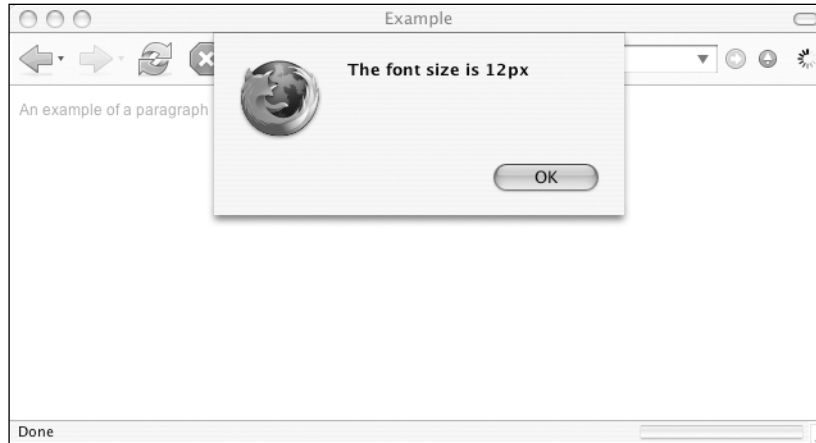 Example
The font size is 12px
An example of a paragraph
OK
Done